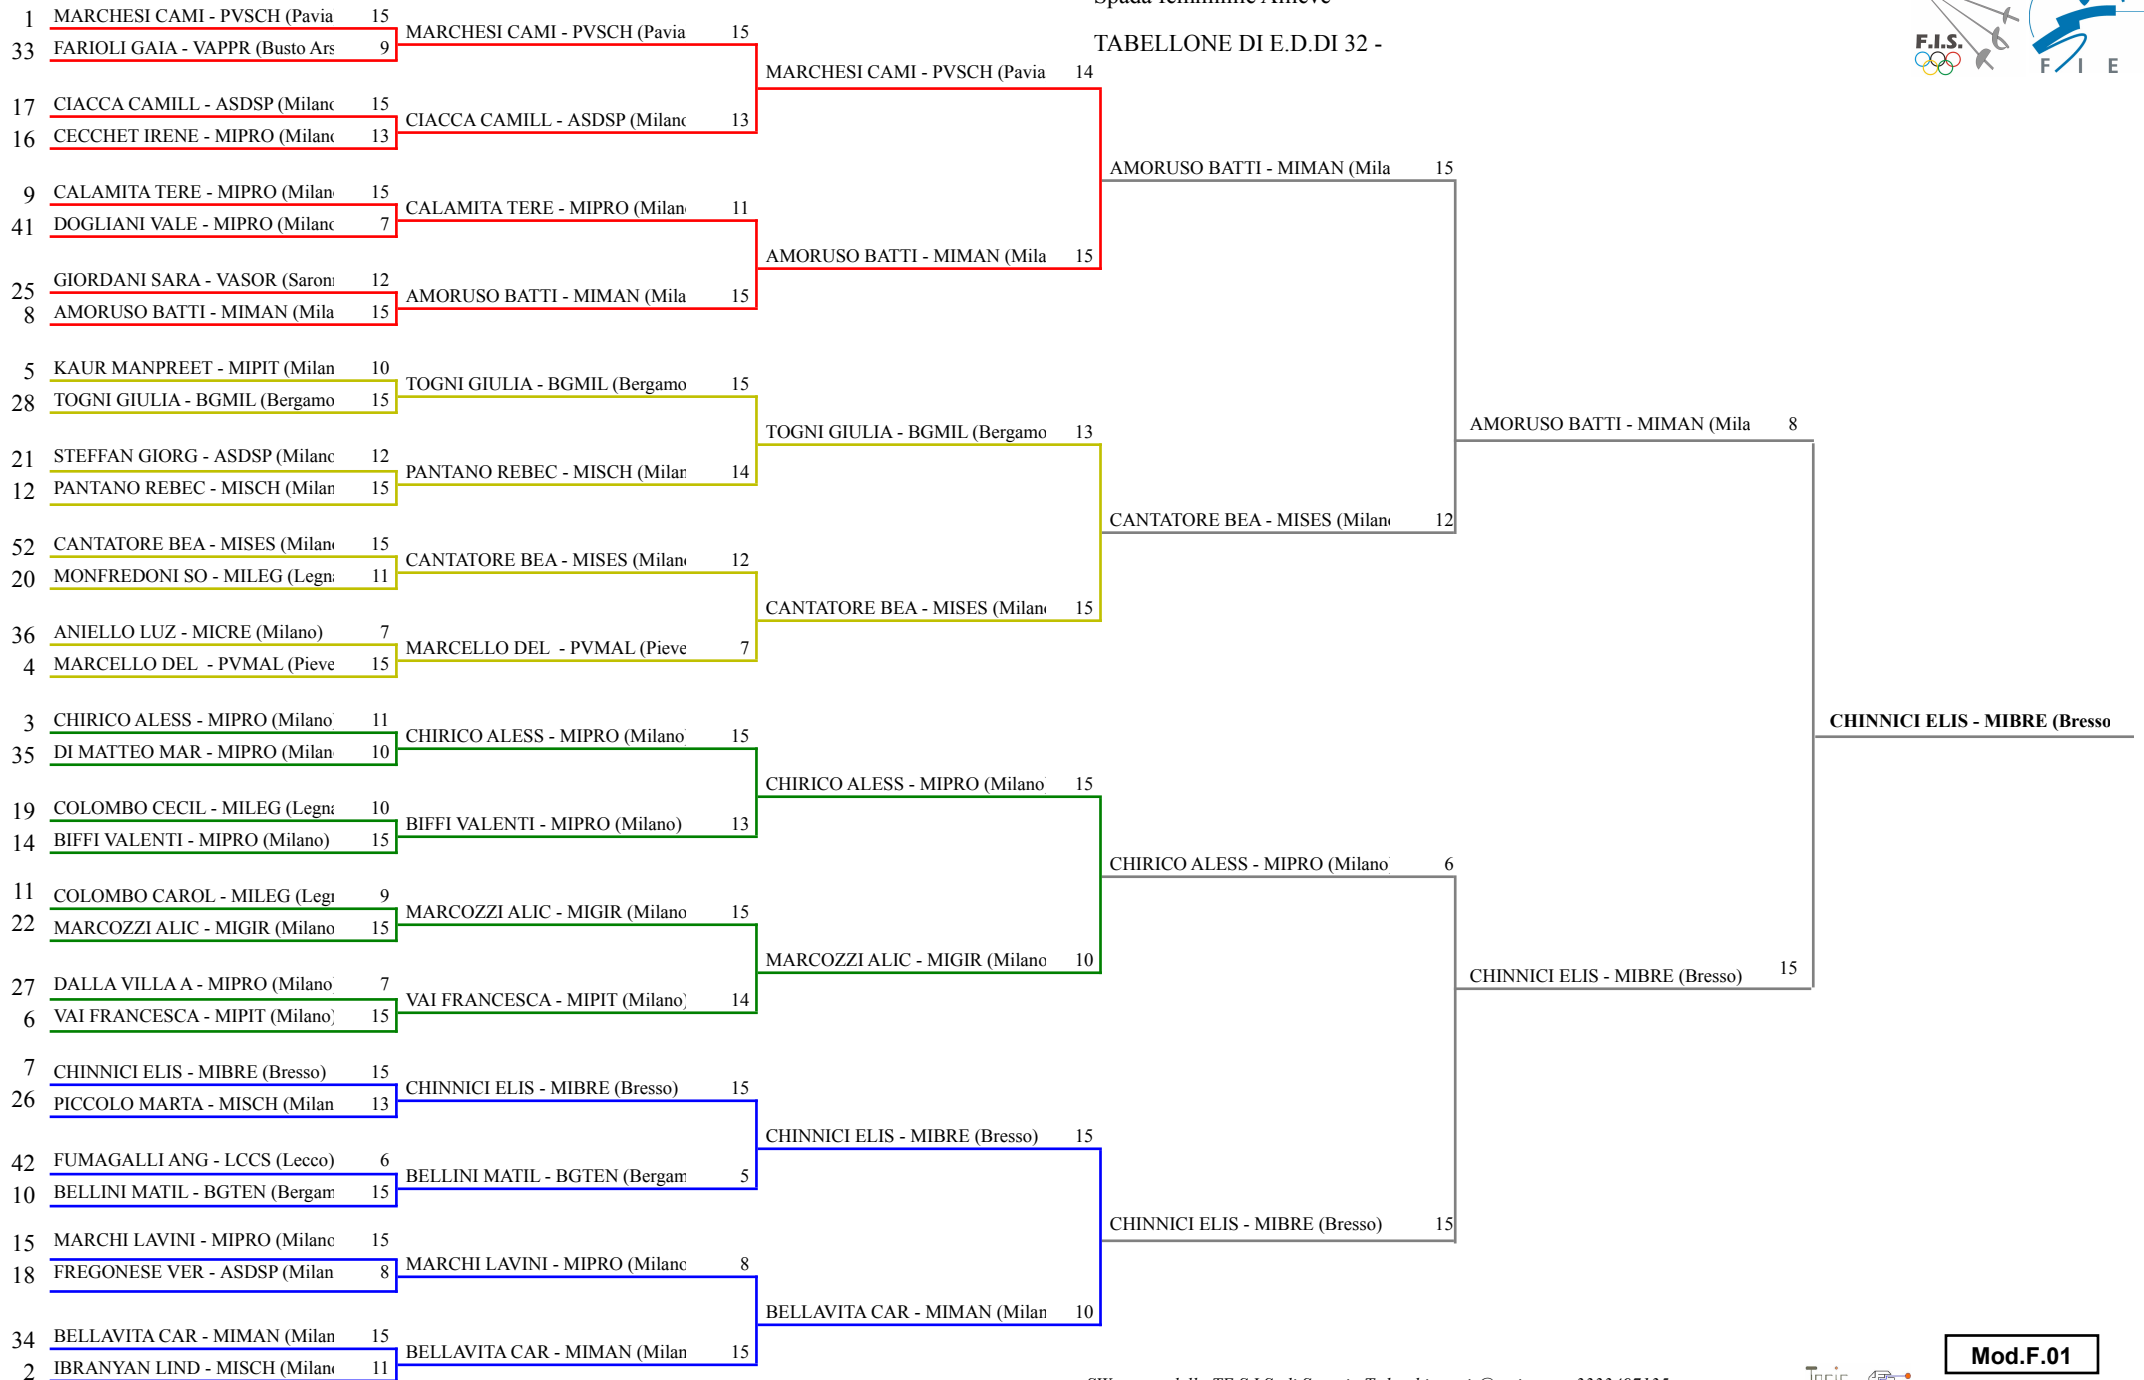 Spada femminile Allieve
TABELLONE DI E.D.DI 32 -
F.I.S.
F I E
1 MARCHESI CAMI - PVSCH (Pavia 15
33 FARIOLI GAIA - VAPPR (Busto Ars 9
17 CIACCA CAMILL - ASDSP (Milano 15
16 CECCHET IRENE - MIPRO (Milano 13
9 CALAMITA TERE - MIPRO (Milan 15
41 DOGLIANI VALE - MIPRO (Milano 7
25 GIORDANI SARA - VASOR (Saron 12
8 AMORUSO BATTI - MIMAN (Mila 15
5 KAUR MANPREET - MIPIT (Milan 10
28 TOGNI GIULIA - BGMIL (Bergamo 15
21 STEFFAN GIORG - ASDSP (Milano 12
12 PANTANO REBEC - MISCH (Milan 15
52 CANTATORE BEA - MISES (Milan 15
20 MONFREDONI SO - MILEG (Legn 11
36 ANIELLO LUZ - MICRE (Milano) 7
4 MARCELLO DEL - PVMAL (Pieve 15
3 CHIRICO ALESS - MIPRO (Milano 11
35 DI MATTEO MAR - MIPRO (Milan 10
19 COLOMBO CECIL - MILEG (Legna 10
14 BIFFI VALENTI - MIPRO (Milano) 15
11 COLOMBO CAROL - MILEG (Leg 9
22 MARCOZZI ALIC - MIGIR (Milano 15
27 DALLA VILLA A - MIPRO (Milano 7
6 VAI FRANCESCA - MIPIT (Milano) 15
7 CHINNICI ELIS - MIBRE (Bresso) 15
26 PICCOLO MARTA - MISCH (Milan 13
42 FUMAGALLI ANG - LCCS (Lecco) 6
10 BELLINI MATIL - BGTEN (Bergam 15
15 MARCHI LAVINI - MIPRO (Milano 15
18 FREGONESE VER - ASDSP (Milan 8
34 BELLAVITA CAR - MIMAN (Milan 15
2 IBRANYAN LIND - MISCH (Milan 11
MARCHESI CAMI - PVSCH (Pavia 15
CIACCA CAMILL - ASDSP (Milano 13
CALAMITA TERE - MIPRO (Milan 11
AMORUSO BATTI - MIMAN (Mila 15
TOGNI GIULIA - BGMIL (Bergamo 15
PANTANO REBEC - MISCH (Milan 14
CANTATORE BEA - MISES (Milan 12
MARCELLO DEL - PVMAL (Pieve 7
CHIRICO ALESS - MIPRO (Milano 15
BIFFI VALENTI - MIPRO (Milano) 13
MARCOZZI ALIC - MIGIR (Milano 15
VAI FRANCESCA - MIPIT (Milano) 14
CHINNICI ELIS - MIBRE (Bresso) 15
BELLINI MATIL - BGTEN (Bergam 5
MARCHI LAVINI - MIPRO (Milano 8
BELLAVITA CAR - MIMAN (Milan 15
MARCHESI CAMI - PVSCH (Pavia 14
AMORUSO BATTI - MIMAN (Mila 15
TOGNI GIULIA - BGMIL (Bergamo 13
CANTATORE BEA - MISES (Milan 15
CHIRICO ALESS - MIPRO (Milano 15
MARCOZZI ALIC - MIGIR (Milano 10
CHINNICI ELIS - MIBRE (Bresso) 15
BELLAVITA CAR - MIMAN (Milan 10
AMORUSO BATTI - MIMAN (Mila 15
CANTATORE BEA - MISES (Milan 12
CHIRICO ALESS - MIPRO (Milano 6
CHINNICI ELIS - MIBRE (Bresso) 15
AMORUSO BATTI - MIMAN (Mila 8
CHINNICI ELIS - MIBRE (Bresso) 15
CHINNICI ELIS - MIBRE (Bresso
Mod.F.01